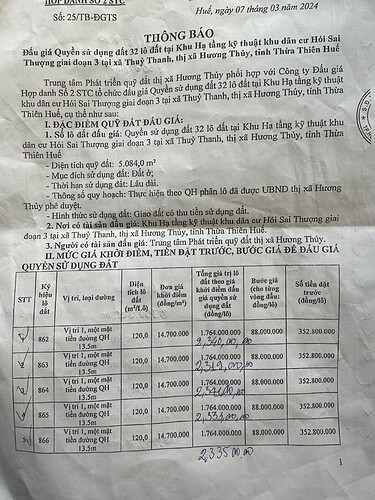 HỢP DANH SỐ 2 STC
Số: 25/TB-ĐGTS
Huế, ngày 07 tháng 03 năm 2024
THÔNG BÁO
Đấu giá Quyền sử dụng đất 32 lô đất tại Khu Hạ tầng kỹ thuật khu dân cư Hói Sai
Thượng giai đoạn 3 tại xã Thuỷ Thanh, thị xã Hương Thủy, tỉnh Thừa Thiên Huế
Trung tâm Phát triển quỹ đất thị xã Hương Thủy phối hợp với Công ty Đấu giá
Hợp danh Số 2 STC tổ chức đấu giá Quyền sử dụng đất 32 lô đất tại Khu Hạ tầng kỹ thuật
khu dân cư Hói Sai Thượng giai đoạn 3 tại xã Thuỷ Thanh, thị xã Hương Thủy, tỉnh Thừa
Thiên Huế, cụ thể như sau:
I. ĐẶC ĐIỂM QUỸ ĐẤT ĐẤU GIÁ:
1. Số lô đất đấu giá: Quyền sử dụng đất 32 lô đất tại Khu Hạ tầng kỹ thuật khu dân
cư Hói Sai Thượng giai đoạn 3 tại xã Thuỷ Thanh, thị xã Hương Thủy, tỉnh Thừa Thiên
Huế
- Diện tích quỹ đất: 5.084,0 m²
- Mục đích sử dụng đất: Đất ở;
- Thời hạn sử dụng đất: Lâu dài.
- Thông số quy hoạch: Thực hiện theo QH phân lô đã được UBND thị xã Hương
Thủy phê duyệt.
- Hình thức sử dụng đất: Giao đất có thu tiền sử dụng đất.
2. Nơi có tài sản đấu giá: Khu Hạ tầng kỹ thuật khu dân cư Hói Sai Thượng giai
đoạn 3 tại xã Thuỷ Thanh, thị xã Hương Thủy, tỉnh Thừa Thiên Huế.
3. Người có tài sản đấu giá: Trung tâm Phát triển quỹ đất thị xã Hương Thủy.
II. MỨC GIÁ KHỞI ĐIỂM, TIỀN ĐẶT TRƯỚC, BƯỚC GIÁ ĐỂ ĐẤU GIÁ
QUYỀN SỬ DỤNG ĐẤT
STT Ký hiệu lô đất Vị trí, loại đường Diện tích lô đất (m²/Lô) Đơn giá khởi điểm (đồng/m²) Tổng giá trị lô đất theo giá khởi điểm đấu giá quyền sử dụng đất (đồng/lô) Bước giá (cho từng vòng đấu: đồng/lô) Số tiền đặt trước (đồng/lô)
1 862 Vị trí 1, một mặt tiền đường QH 13.5m 120,0 14.700.000 1.764.000.000 88.000.000 352.800.000
2,340,00,00
2 863 Vị trí 1, một mặt tiền đường QH 13.5m 120,0 14.700.000 1.764.000.000 88.000.000 352.800.000
3 864 Vị trí 1, một mặt tiền đường QH 13.5m 120,0 14.700.000 1.764.000.000 88.000.000 352.800.000
4 865 Vị trí 1, một mặt tiền đường QH 13.5m 120,0 14.700.000 1.764.000.000 88.000.000 352.800.000
2,333,00,00
5 866 Vị trí 1, một mặt tiền đường QH 13.5m 120,0 14.700.000 1.764.000.000 88.000.000 352.800.000
2,335,00,00
1